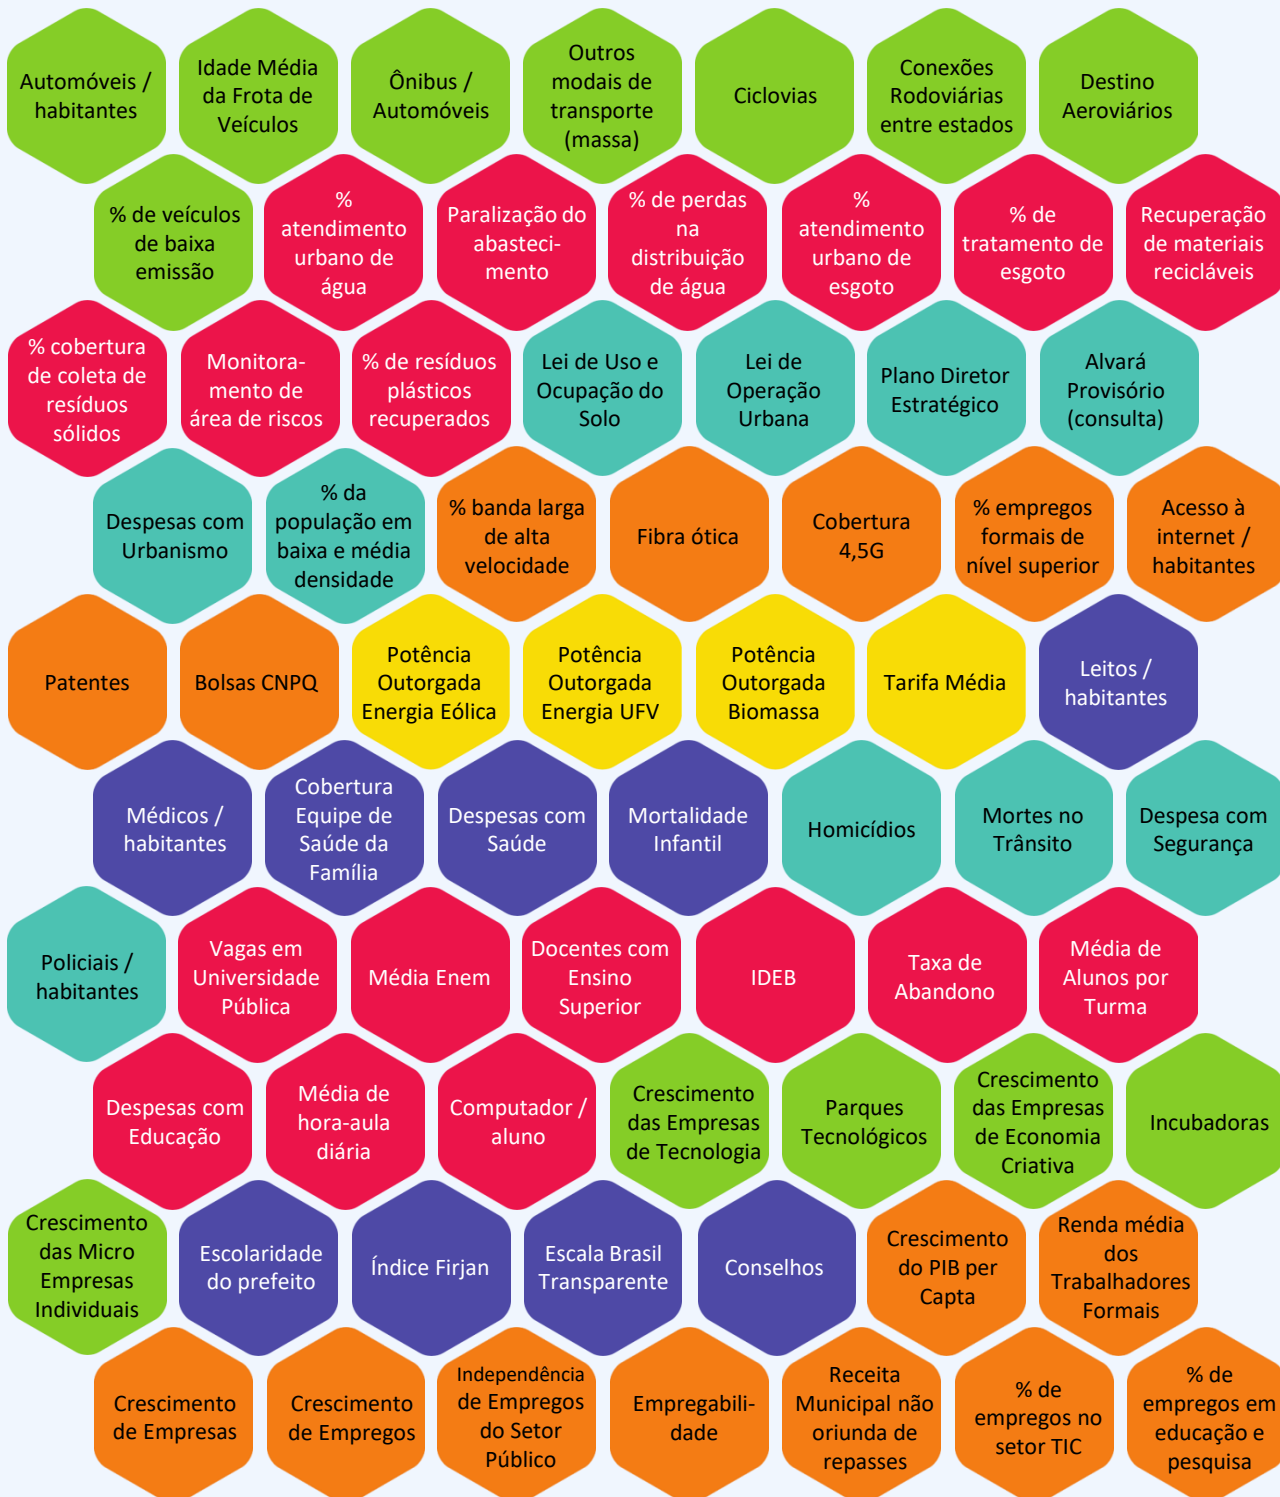 Automóveis /
habitantes
Idade Média
da Frota de
Veículos
Ônibus /
Automóveis
Outros
modais de
transporte
(massa)
Ciclovias
Conexões
Rodoviárias
entre estados
Destino
Aeroviários
% de veículos
de baixa
emissão
%
atendimento
urbano de
água
Paralização do
abasteci-
mento
% de perdas
na
distribuição
de água
%
atendimento
urbano de
esgoto
% de
tratamento de
esgoto
Recuperação
de materiais
recicláveis
% cobertura
de coleta de
resíduos
sólidos
Monitora-
mento de
área de riscos
% de resíduos
plásticos
recuperados
Lei de Uso e
Ocupação do
Solo
Lei de
Operação
Urbana
Plano Diretor
Estratégico
Alvará
Provisório
(consulta)
Despesas com
Urbanismo
% da
população em
baixa e média
densidade
% banda larga
de alta
velocidade
Fibra ótica
Cobertura
4,5G
% empregos
formais de
nível superior
Acesso à
internet /
habitantes
Patentes
Bolsas CNPQ
Potência
Outorgada
Energia Eólica
Potência
Outorgada
Energia UFV
Potência
Outorgada
Biomassa
Tarifa Média
Leitos /
habitantes
Médicos /
habitantes
Cobertura
Equipe de
Saúde da
Família
Despesas com
Saúde
Mortalidade
Infantil
Homicídios
Mortes no
Trânsito
Despesa com
Segurança
Policiais /
habitantes
Vagas em
Universidade
Pública
Média Enem
Docentes com
Ensino
Superior
IDEB
Taxa de
Abandono
Média de
Alunos por
Turma
Despesas com
Educação
Média de
hora-aula
diária
Computador /
aluno
Crescimento
das Empresas
de Tecnologia
Parques
Tecnológicos
Crescimento
das Empresas
de Economia
Criativa
Incubadoras
Crescimento
das Micro
Empresas
Individuais
Escolaridade
do prefeito
Índice Firjan
Escala Brasil
Transparente
Conselhos
Crescimento
do PIB per
Capta
Renda média
dos
Trabalhadores
Formais
Crescimento
de Empresas
Crescimento
de Empregos
Independência
de Empregos
do Setor
Público
Empregabili-
dade
Receita
Municipal não
oriunda de
repasses
% de
empregos no
setor TIC
% de
empregos em
educação e
pesquisa